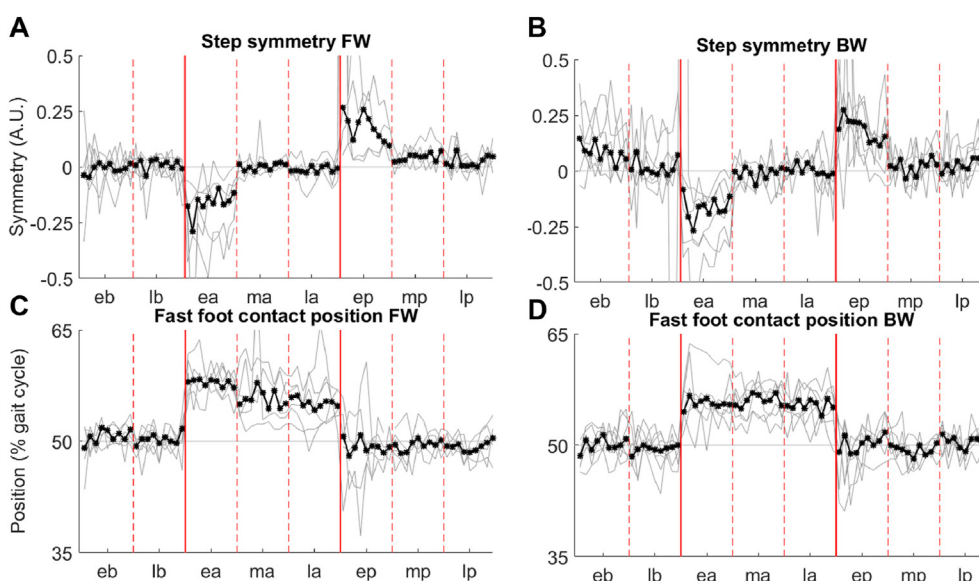 A
Step symmetry FW
Symmetry (A.U.)
0.5
0.25
0
-0.25
-0.5
eb lb ea ma la ep mp lp
B
Step symmetry BW
0.5
0.25
0
-0.25
-0.5
eb lb ea ma la ep mp lp
C
Fast foot contact position FW
Position (% gait cycle)
65
50
35
eb lb ea ma la ep mp lp
D
Fast foot contact position BW
65
50
35
eb lb ea ma la ep mp lp